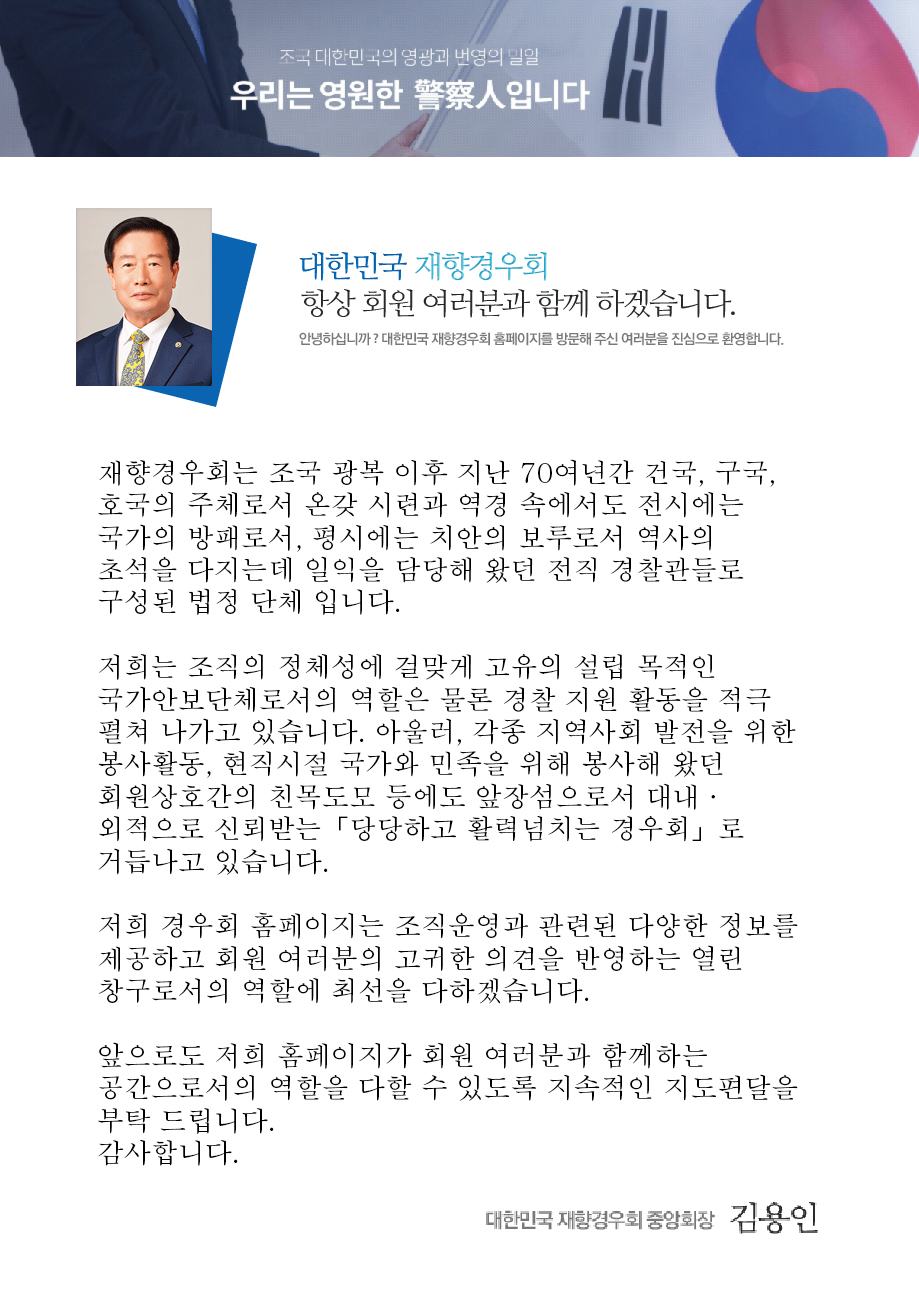 조국 대한민국의 영광과 번영의 밀일
우리는 영원한 警察人입니다
대한민국 재향경우회
항상 회원 여러분과 함께 하겠습니다.
안녕하십니까 ? 대한민국 재향경우회 홈페이지를 방문해 주신 여러분을 진심으로 환영합니다.
재향경우회는 조국 광복 이후 지난 70여년간 건국, 구국,
호국의 주체로서 온갖 시련과 역경 속에서도 전시에는
국가의 방패로서, 평시에는 치안의 보루로서 역사의
초석을 다지는데 일익을 담당해 왔던 전직 경찰관들로
구성된 법정 단체 입니다.
저희는 조직의 정체성에 걸맞게 고유의 설립 목적인
국가안보단체로서의 역할은 물론 경찰 지원 활동을 적극
펼쳐 나가고 있습니다. 아울러, 각종 지역사회 발전을 위한
봉사활동, 현직시절 국가와 민족을 위해 봉사해 왔던
회원상호간의 친목도모 등에도 앞장섬으로서 대내 ·
외적으로 신뢰받는「당당하고 활력넘치는 경우회」로
거듭나고 있습니다.
저희 경우회 홈페이지는 조직운영과 관련된 다양한 정보를
제공하고 회원 여러분의 고귀한 의견을 반영하는 열린
창구로서의 역할에 최선을 다하겠습니다.
앞으로도 저희 홈페이지가 회원 여러분과 함께하는
공간으로서의 역할을 다할 수 있도록 지속적인 지도편달을
부탁 드립니다.
감사합니다.
대한민국 재향경우회 중앙회장 김용인